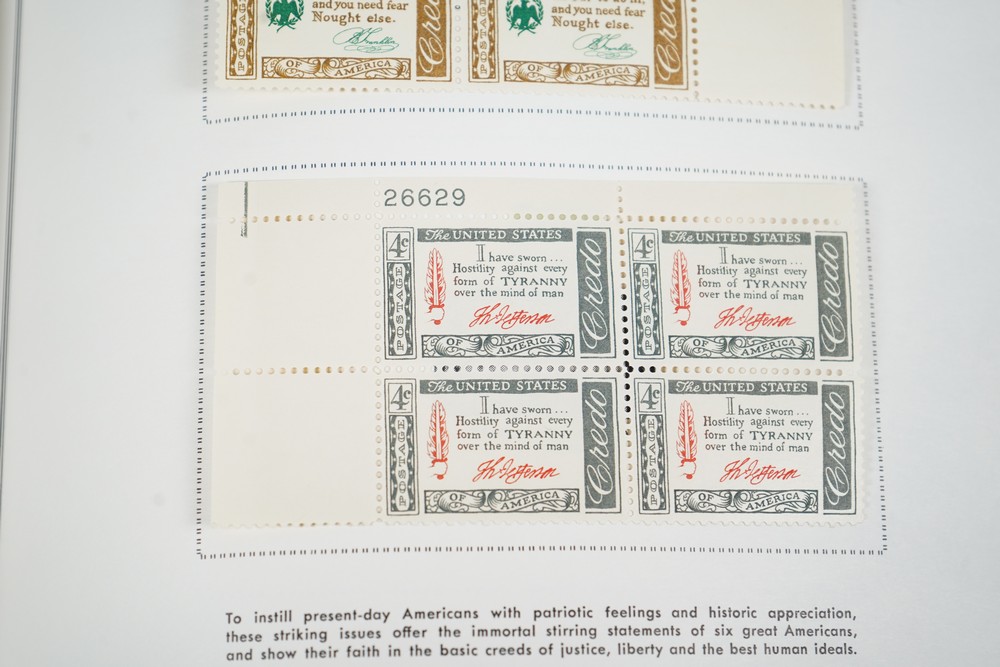 and you need fear
Nought else.
B Franklin
POSTAGE
OF AMERICA
Credo
and you need fear
Nought else.
B Franklin
POSTAGE
OF AMERICA
Credo
26629
4c
The UNITED STATES
I have sworn ...
Hostility against every
form of TYRANNY
over the mind of man
Th Jefferson
POSTAGE
OF AMERICA
Credo
4c
The UNITED STATES
I have sworn ...
Hostility against every
form of TYRANNY
over the mind of man
Th Jefferson
POSTAGE
OF AMERICA
Credo
4c
The UNITED STATES
I have sworn ...
Hostility against every
form of TYRANNY
over the mind of man
Th Jefferson
POSTAGE
OF AMERICA
Credo
4c
The UNITED STATES
I have sworn ...
Hostility against every
form of TYRANNY
over the mind of man
Th Jefferson
POSTAGE
OF AMERICA
Credo
To instill present-day Americans with patriotic feelings and historic appreciation,
these striking issues offer the immortal stirring statements of six great Americans,
and show their faith in the basic creeds of justice, liberty and the best human ideals.